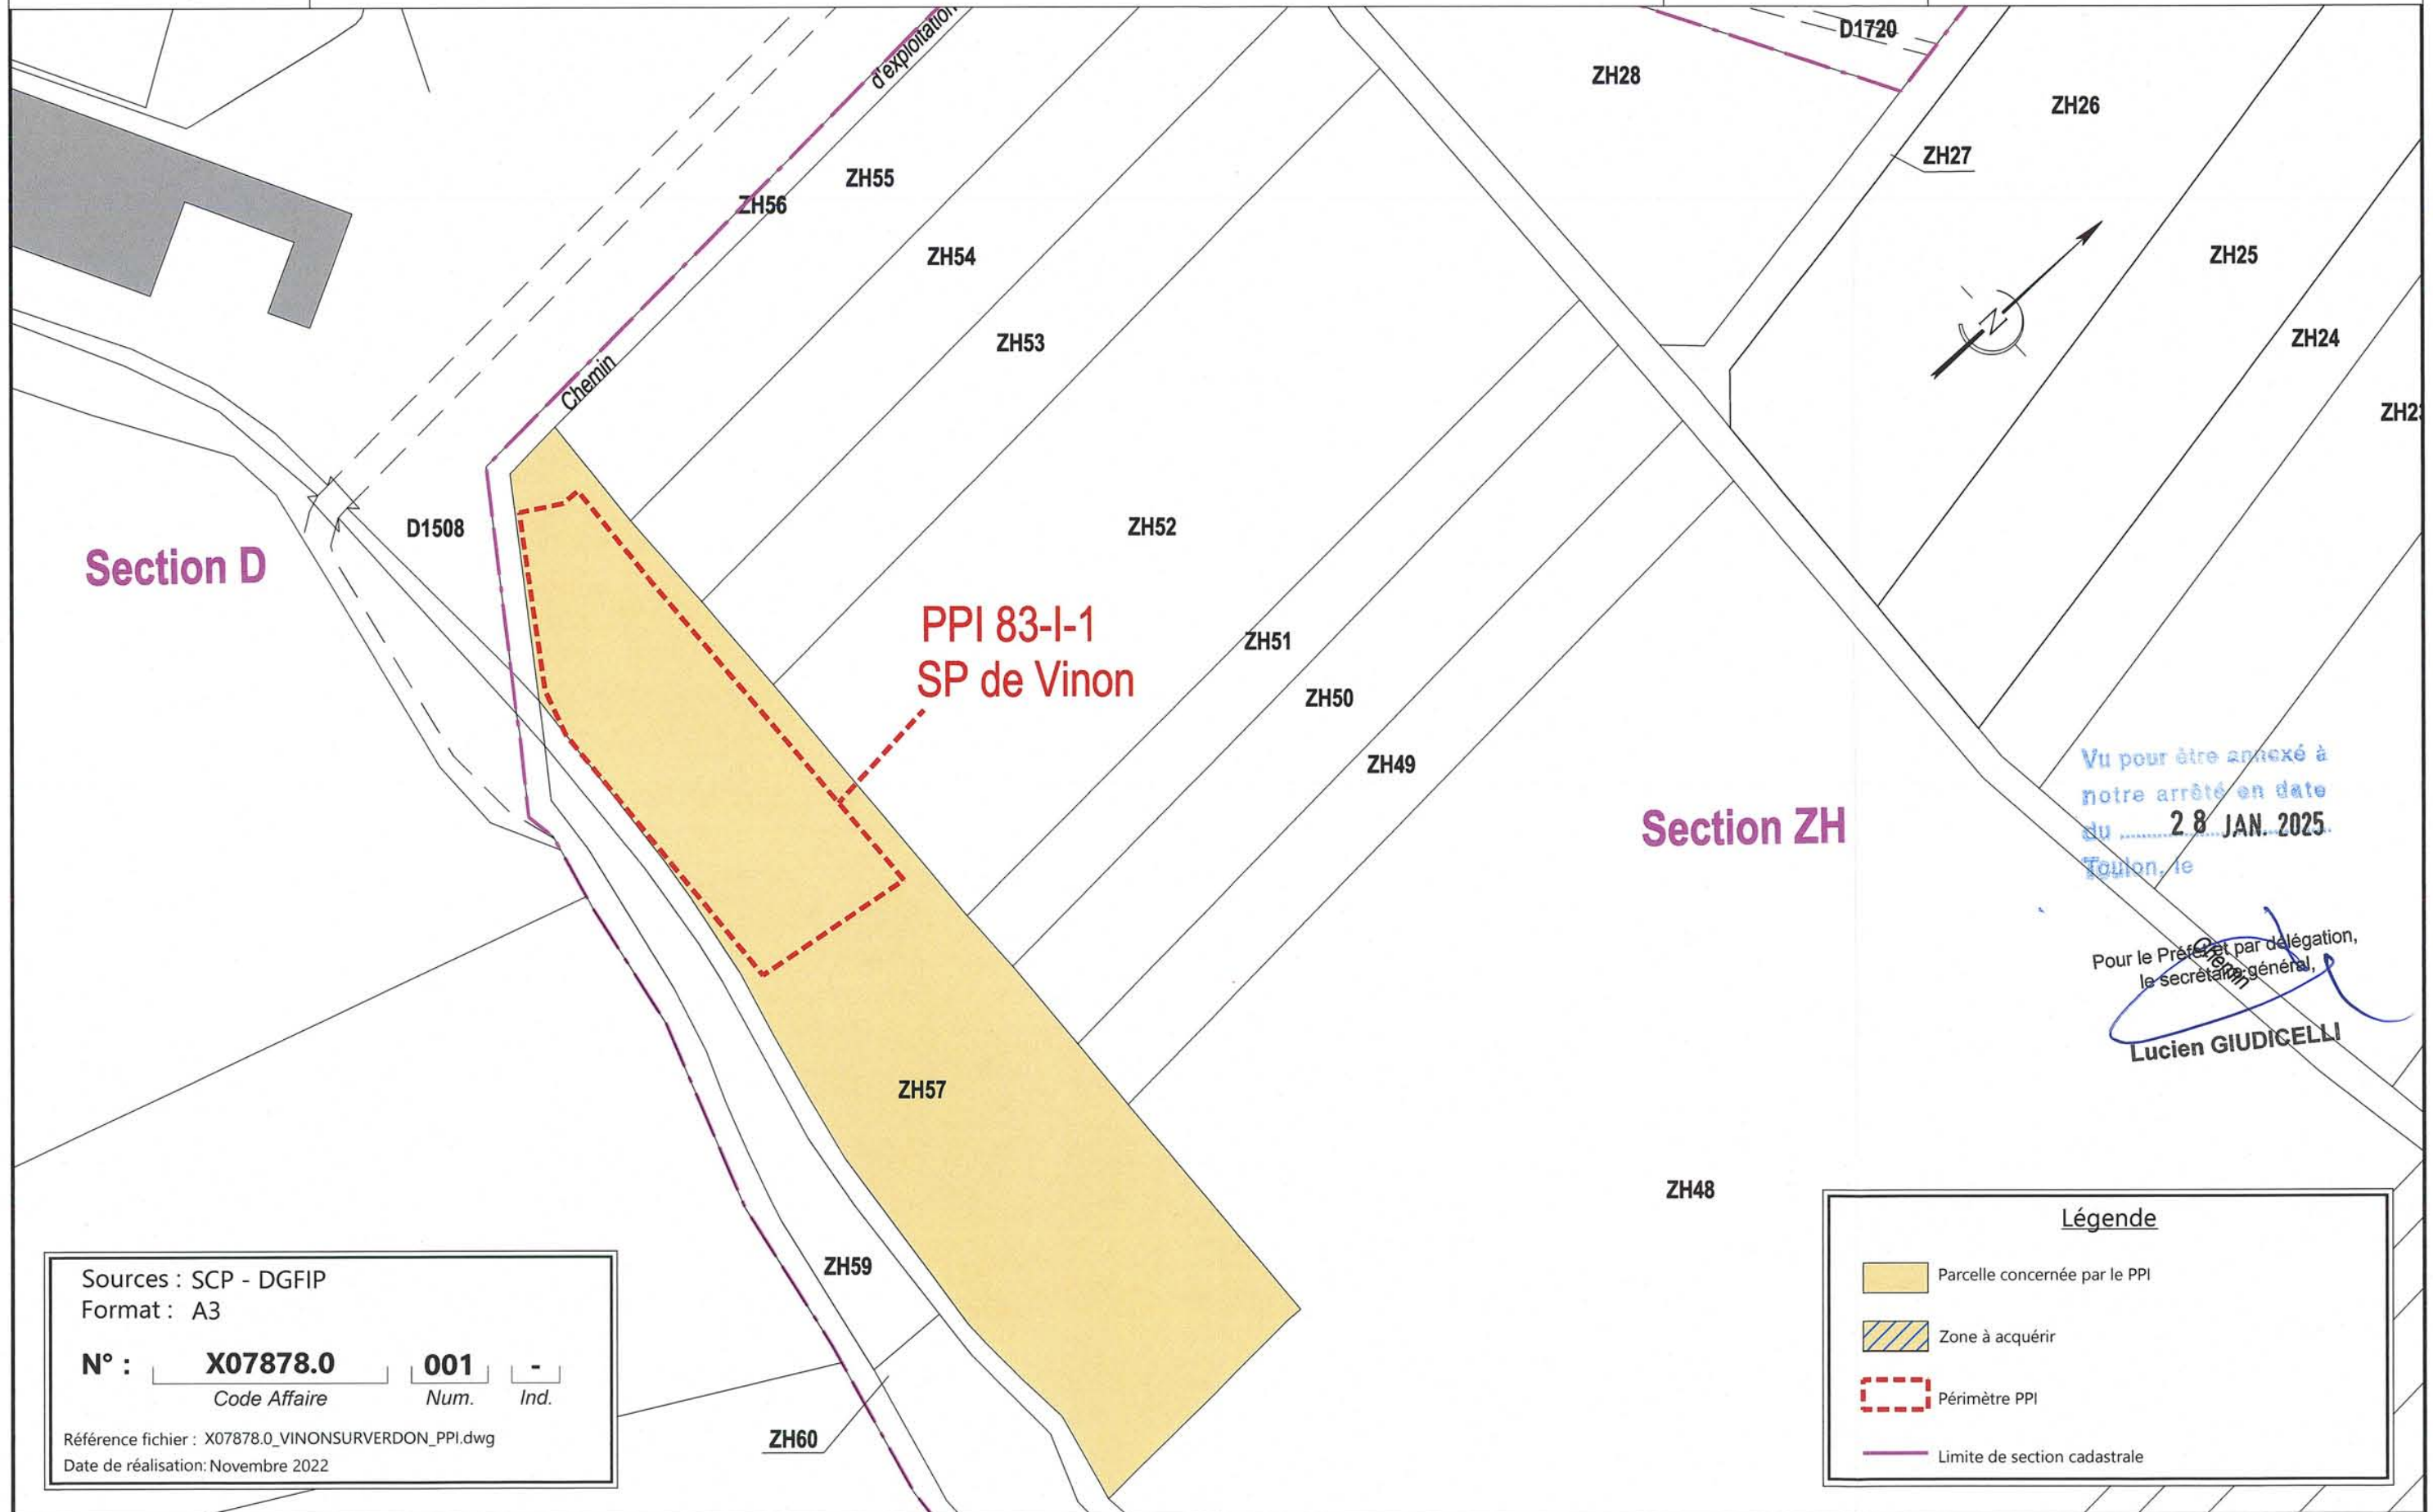 d'exploitation
D1720
ZH28
ZH26
ZH27
ZH55
ZH56
ZH54
ZH25
ZH53
ZH24
N
Chemin
ZH2
D1508
ZH52
Section D
PPI 83-I-1
SP de Vinon
ZH51
ZH50
ZH49
Section ZH
Vu pour être annexé à
notre arrêté en date
du 28 JAN. 2025
Toulon, le
Pour le Préfet et par délégation,
le secrétaire général,
Chemin
Lucien GIUDICELLI
ZH57
ZH48
ZH59
ZH60
Sources : SCP - DGFIP
Format : A3
N° : X07878.0 001 -
Code Affaire Num. Ind.
Référence fichier : X07878.0_VINONSURVERDON_PPI.dwg
Date de réalisation: Novembre 2022
Légende
Parcelle concernée par le PPI
Zone à acquérir
Périmètre PPI
Limite de section cadastrale